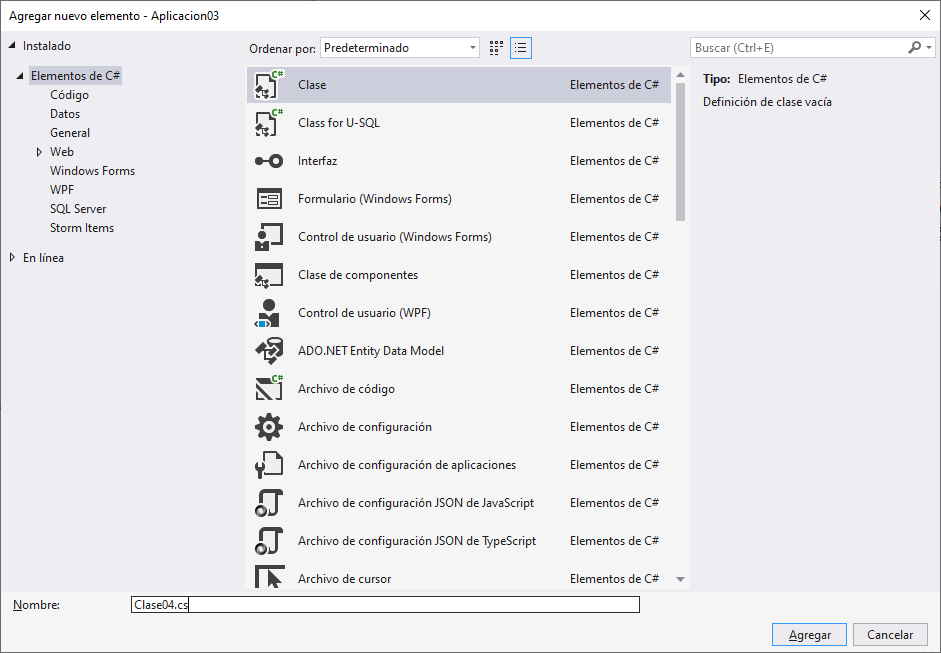 Agregar nuevo elemento - Aplicacion03
Instalado
Elementos de C#
Código
Datos
General
Web
Windows Forms
WPF
SQL Server
Storm Items
En línea
Ordenar por: Predeterminado
Clase Elementos de C#
Class for U-SQL Elementos de C#
Interfaz Elementos de C#
Formulario (Windows Forms) Elementos de C#
Control de usuario (Windows Forms) Elementos de C#
Clase de componentes Elementos de C#
Control de usuario (WPF) Elementos de C#
ADO.NET Entity Data Model Elementos de C#
Archivo de código Elementos de C#
Archivo de configuración Elementos de C#
Archivo de configuración de aplicaciones Elementos de C#
Archivo de configuración JSON de JavaScript Elementos de C#
Archivo de configuración JSON de TypeScript Elementos de C#
Archivo de cursor Elementos de C#
Buscar (Ctrl+E)
Tipo: Elementos de C#
Definición de clase vacía
Nombre: Clase04.cs
Agregar Cancelar